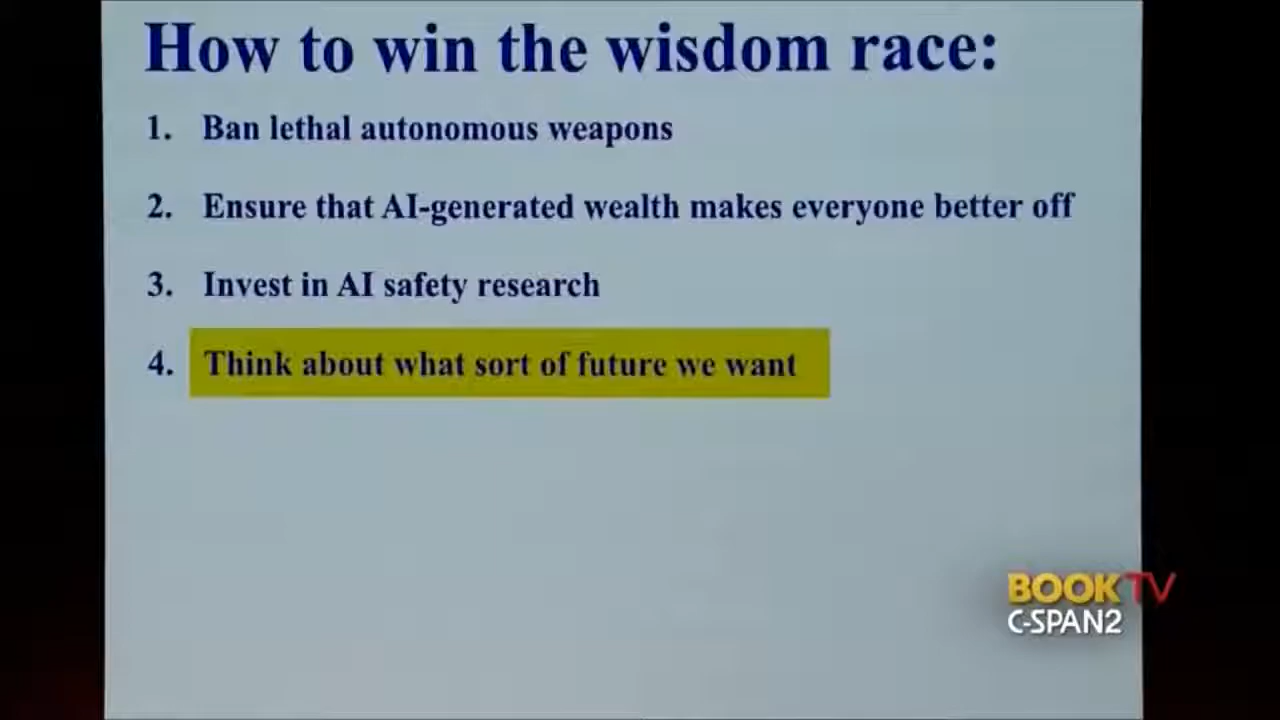 How to win the wisdom race:
1. Ban lethal autonomous weapons
2. Ensure that AI-generated wealth makes everyone better off
3. Invest in AI safety research
4. Think about what sort of future we want
BOOK TV
C-SPAN2